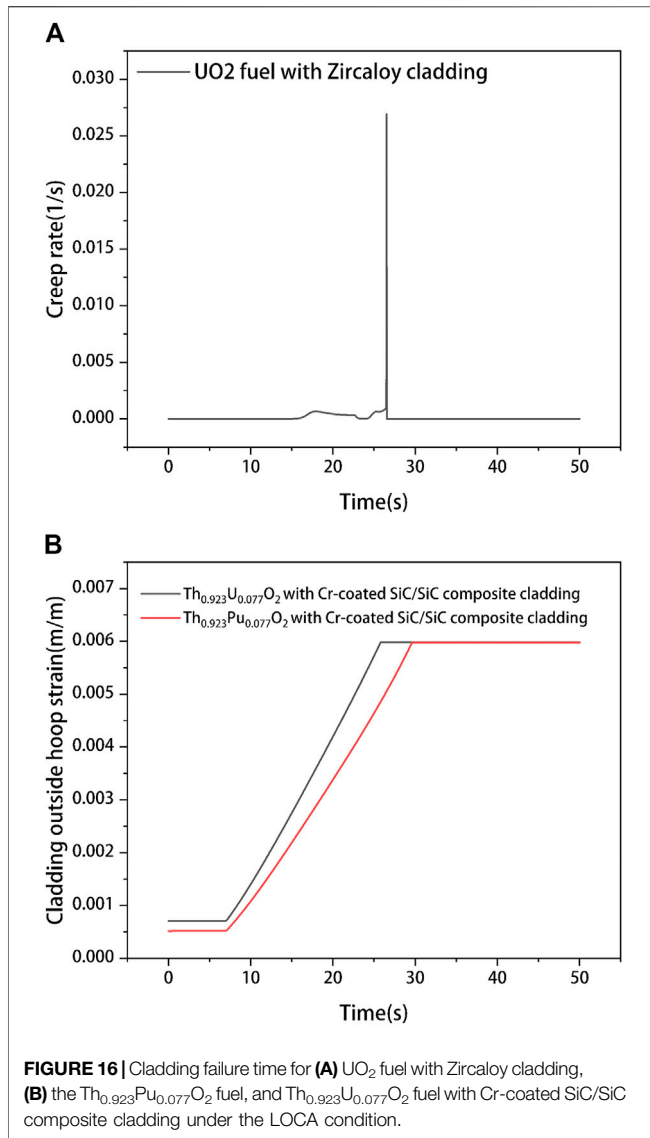 A
UO2 fuel with Zircaloy cladding
0.030
0.025
0.020
0.015
0.010
0.005
0.000
Creep rate(1/s)
0 10 20 30 40 50
Time(s)
B
Th0.923U0.077O2 with Cr-coated SiC/SiC composite cladding
Th0.923Pu0.077O2 with Cr-coated SiC/SiC composite cladding
0.007
0.006
0.005
0.004
0.003
0.002
0.001
0.000
Cladding outside hoop strain(m/m)
0 10 20 30 40 50
Time(s)
FIGURE 16 | Cladding failure time for (A) UO2 fuel with Zircaloy cladding,
(B) the Th0.923Pu0.077O2 fuel, and Th0.923U0.077O2 fuel with Cr-coated SiC/SiC
composite cladding under the LOCA condition.